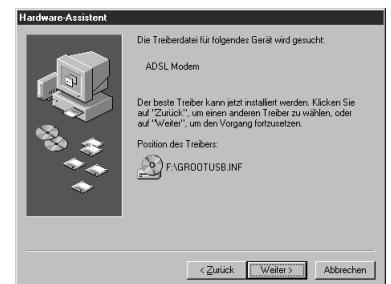 Hardware-Assistent
Die Treiberdatei für folgendes Gerät wird gesucht:
ADSL Modem
Der beste Treiber kann jetzt installiert werden. Klicken Sie
auf "Zurück", um einen anderen Treiber zu wählen, oder
auf "Weiter", um den Vorgang fortzusetzen.
Position des Treibers:
F:\GROOTUSB.INF
< Zurück
Weiter >
Abbrechen